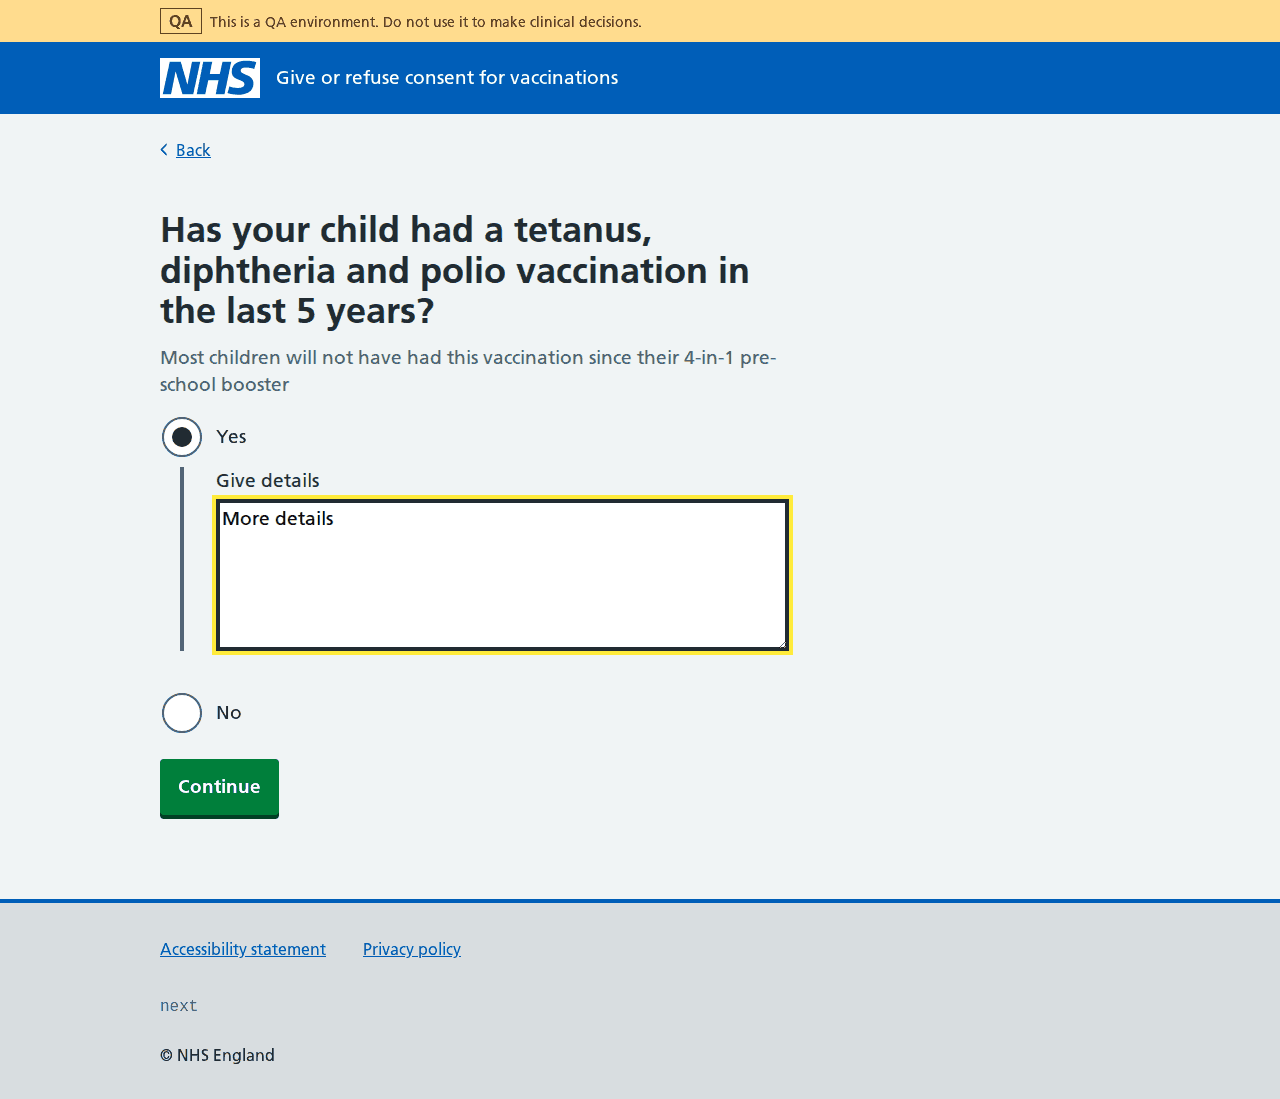 QA This is a QA environment. Do not use it to make clinical decisions.
NHS Give or refuse consent for vaccinations
Back
Has your child had a tetanus,
diphtheria and polio vaccination in
the last 5 years?
Most children will not have had this vaccination since their 4-in-1 pre-
school booster
Yes
Give details
More details
No
Continue
Accessibility statement Privacy policy
next
© NHS England